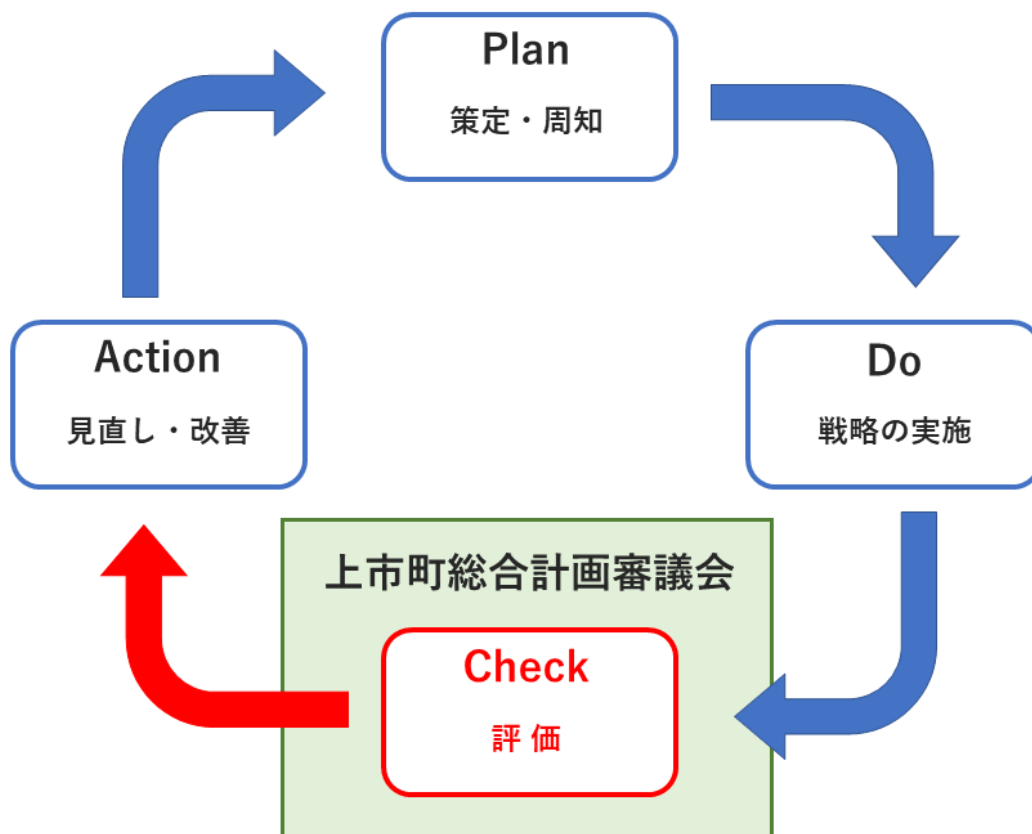 Plan
策定・周知
Action
見直し・改善
Do
戦略の実施
上市町総合計画審議会
Check
評 価